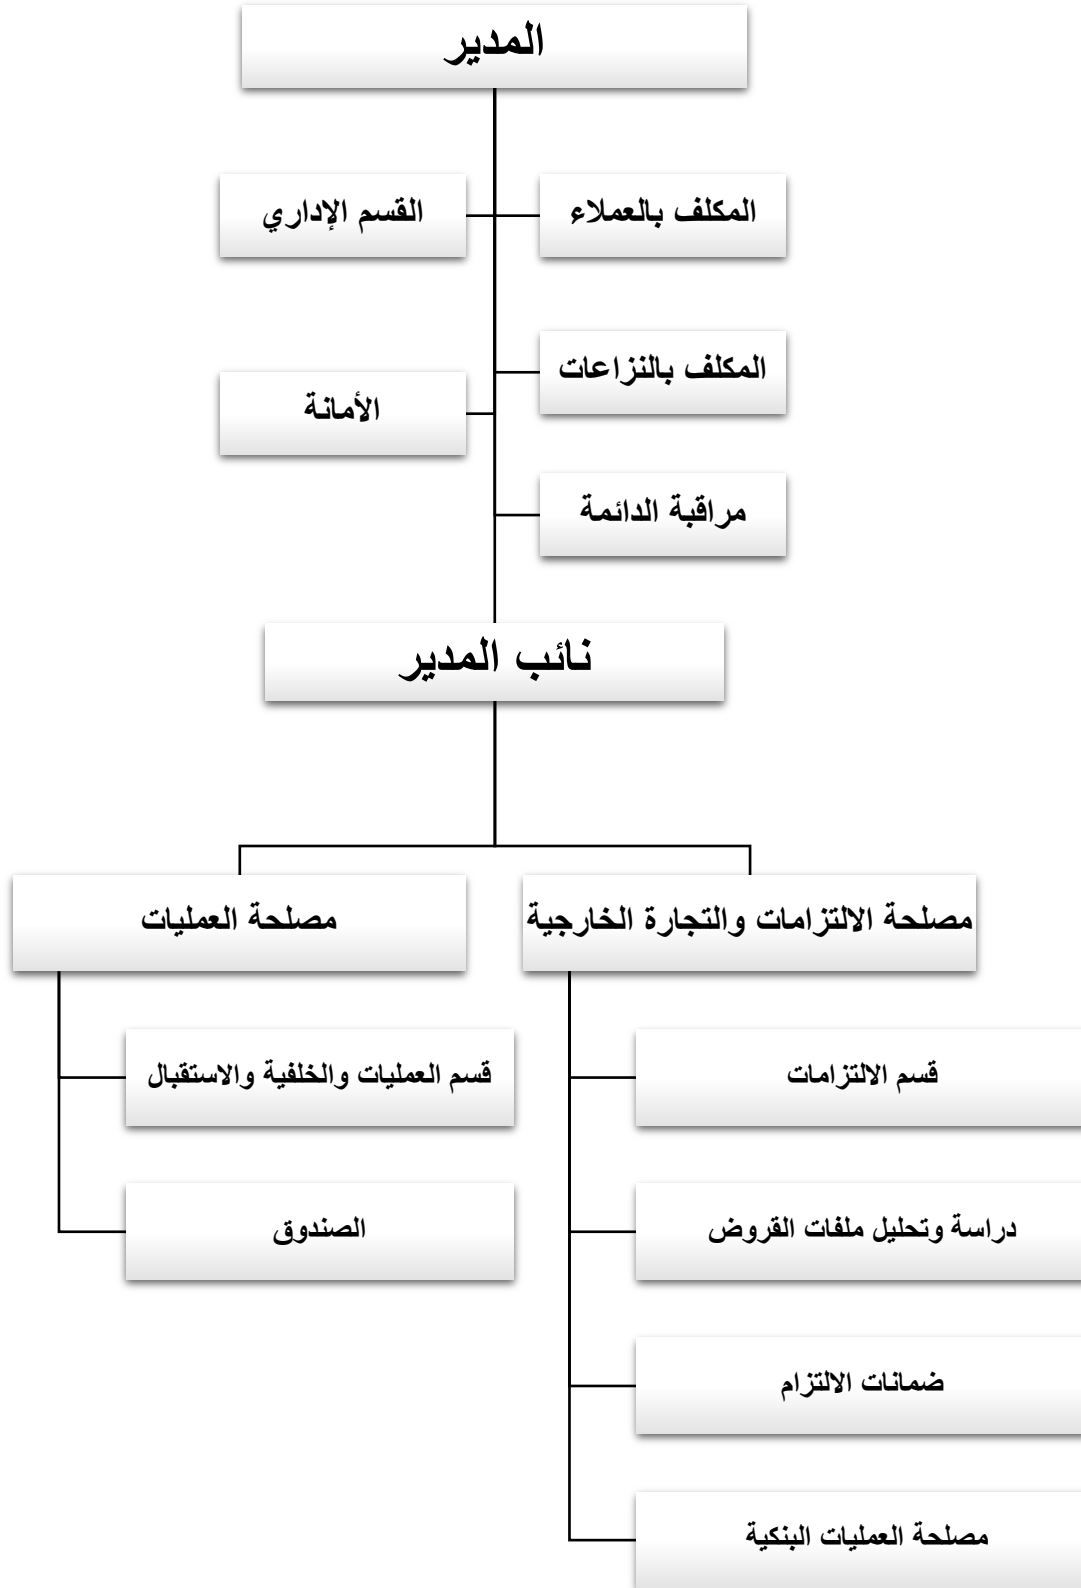 المدير
المكلف بالعملاء
القسم الإداري
المكلف بالنزاعات
الأمانة
مراقبة الدائمة
نائب المدير
مصلحة الالتزامات والتجارة الخارجية
مصلحة العمليات
قسم الالتزامات
قسم العمليات والخلفية والاستقبال
دراسة وتحليل ملفات القروض
الصندوق
ضمانات الالتزام
مصلحة العمليات البنكية